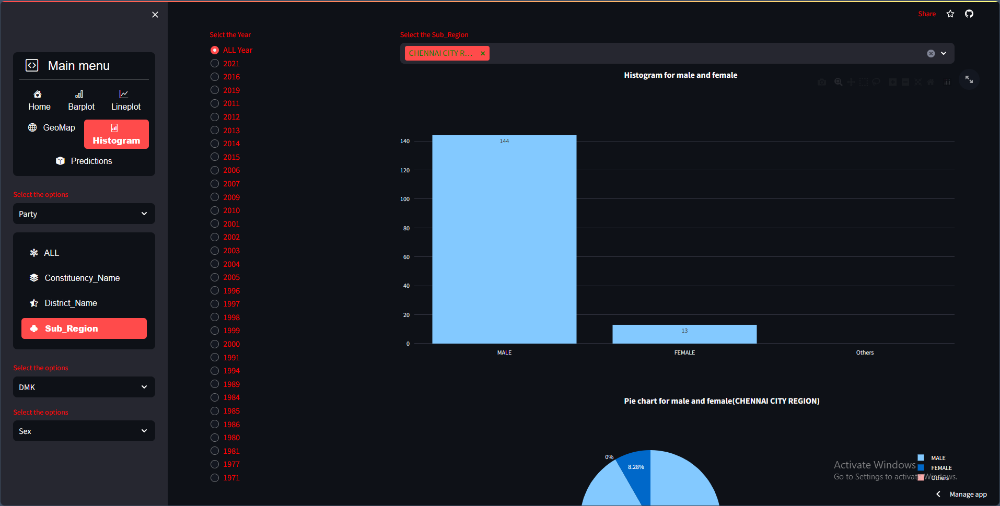 Share
Main menu
Home
Barplot
Lineplot
GeoMap
Histogram
Predictions
Select the options
Party
ALL
Constituency_Name
District_Name
Sub_Region
Select the options
DMK
Select the options
Sex
Selct the Year
ALL Year
2021
2016
2019
2011
2012
2013
2014
2015
2006
2007
2009
2010
2001
2002
2003
2004
2005
1996
1997
1998
1999
2000
1991
1994
1989
1984
1985
1986
1980
1981
1977
1971
Select the Sub_Region
CHENNAI CITY R...
Histogram for male and female
140
120
100
80
60
40
20
0
144
13
MALE
FEMALE
Others
Pie chart for male and female(CHENNAI CITY REGION)
0%
8.28%
MALE
FEMALE
Others
Activate Windows
Go to Settings to activate Windows.
Manage app